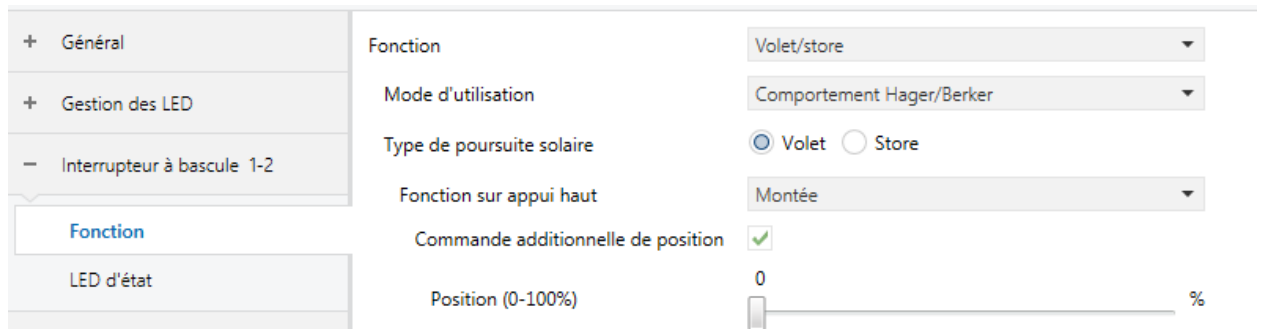 + Général
+ Gestion des LED
− Interrupteur à bascule 1-2
Fonction
LED d'état
Fonction Volet/store
Mode d'utilisation Comportement Hager/Berker
Type de poursuite solaire Volet Store
Fonction sur appui haut Montée
Commande additionnelle de position
0
Position (0-100%) %